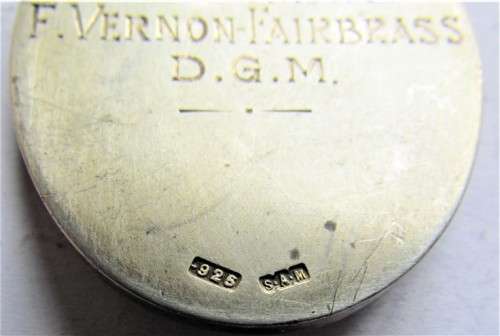 F. VERNON-FAIRBRASS
D.G.M.
·925 S·A·M